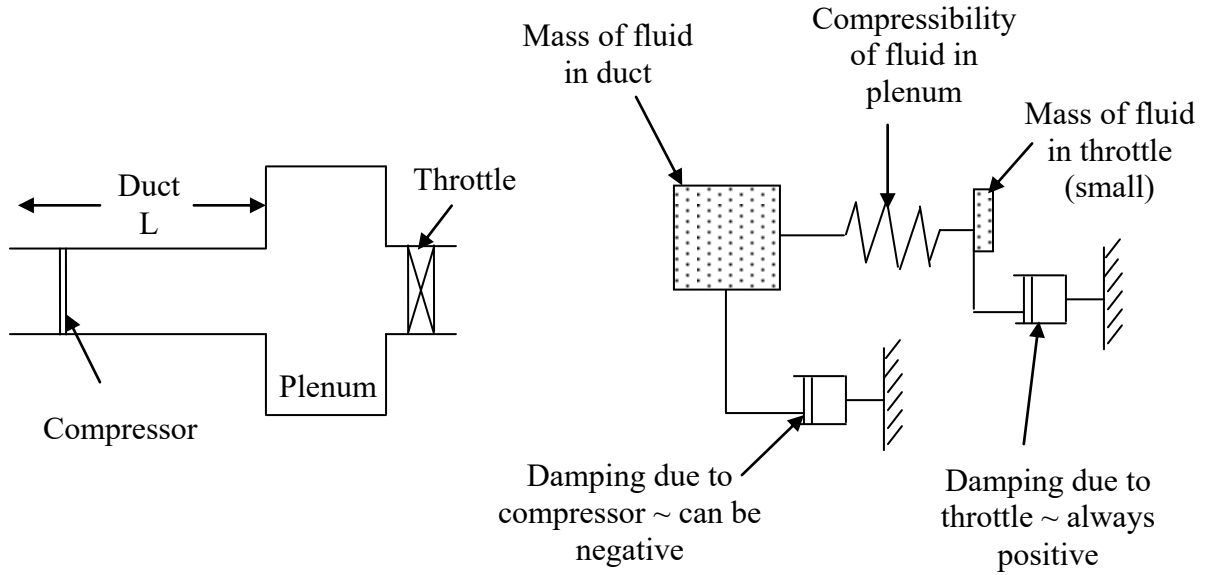 Duct
L
Throttle
Plenum
Compressor
Mass of fluid
in duct
Compressibility
of fluid in
plenum
Mass of fluid
in throttle
(small)
Damping due to
compressor ~ can be
negative
Damping due to
throttle ~ always
positive